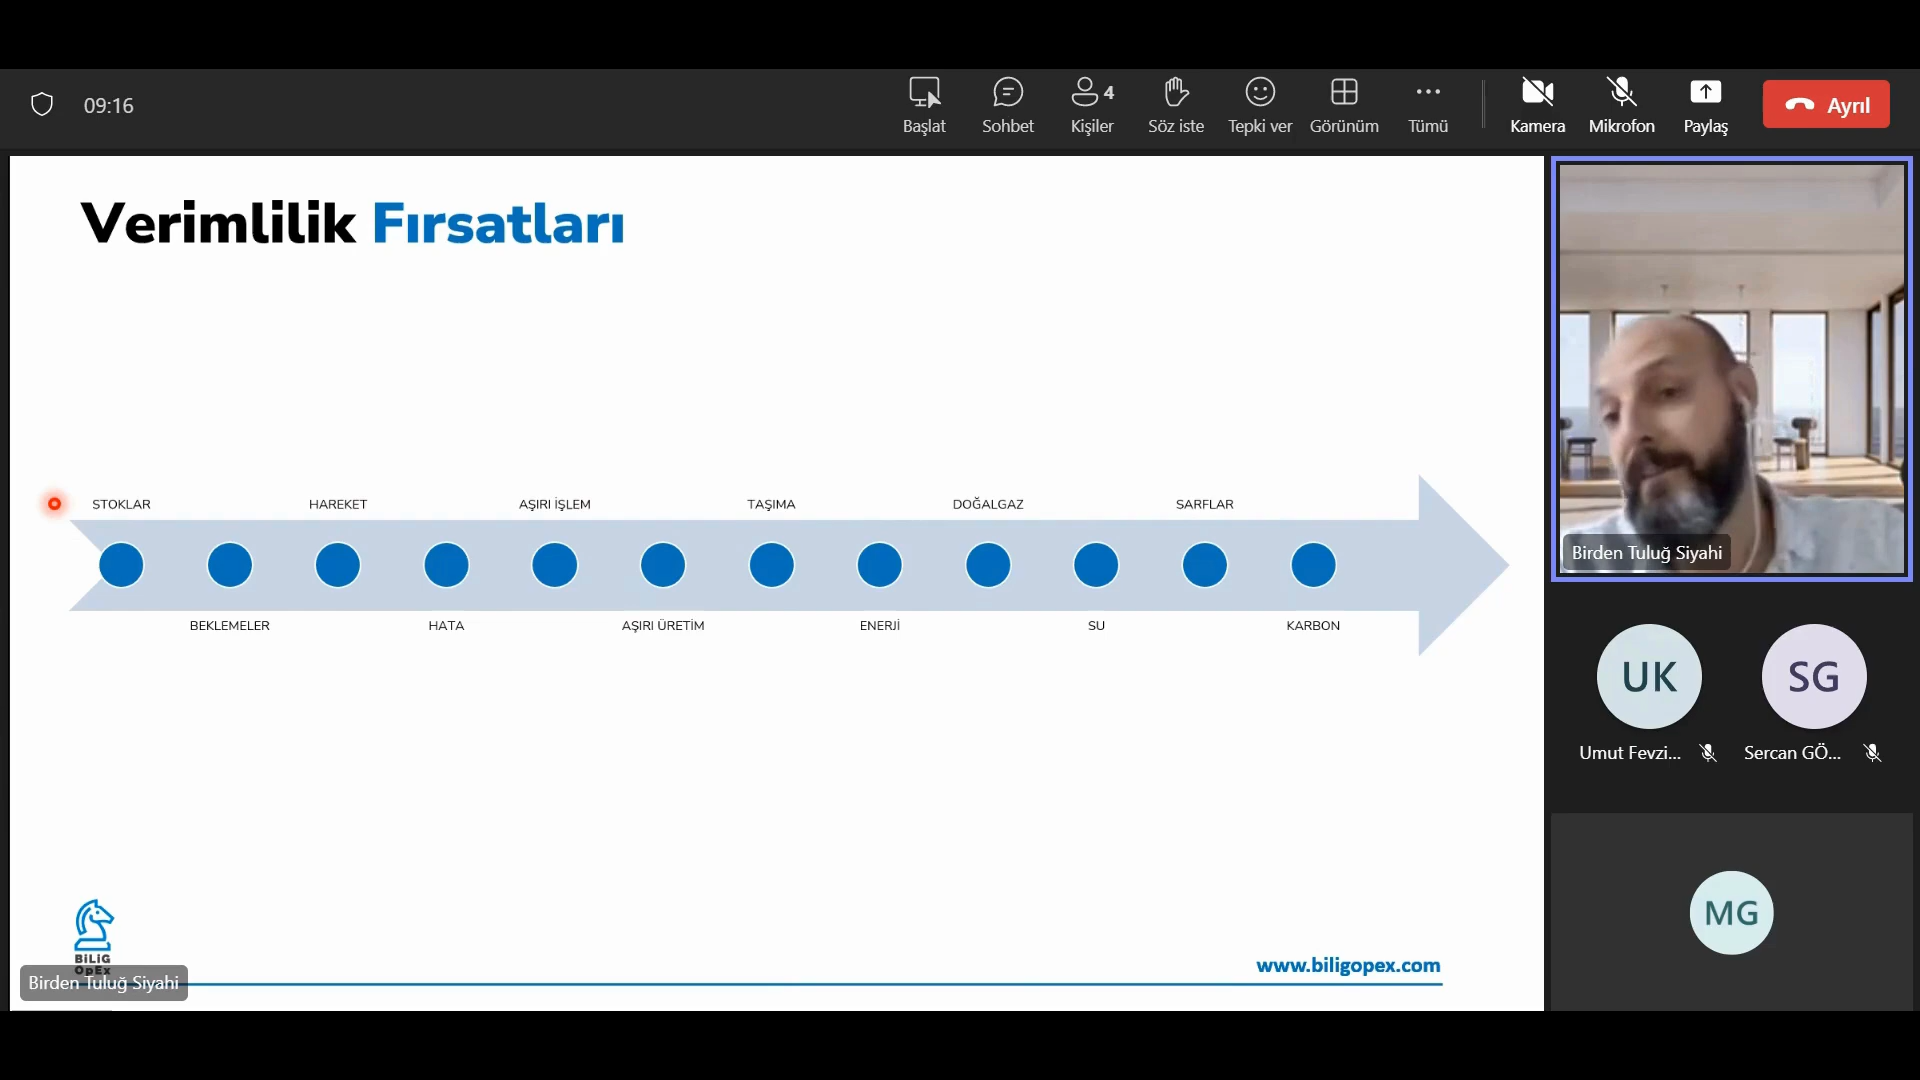 09:16
Başlat
Sohbet
4
Kişiler
Söz iste
Tepki ver
Görünüm
Tümü
Kamera
Mikrofon
Paylaş
Ayrıl
Verimlilik Fırsatları
STOKLAR
HAREKET
AŞIRI İŞLEM
TAŞIMA
DOĞALGAZ
SARFLAR
BEKLEMELER
HATA
AŞIRI ÜRETİM
ENERJİ
SU
KARBON
BiLiG
OpEx
www.biligopex.com
Birden Tuluğ Siyahi
Birden Tuluğ Siyahi
UK
SG
Umut Fevzi...
Sercan GÖ...
MG